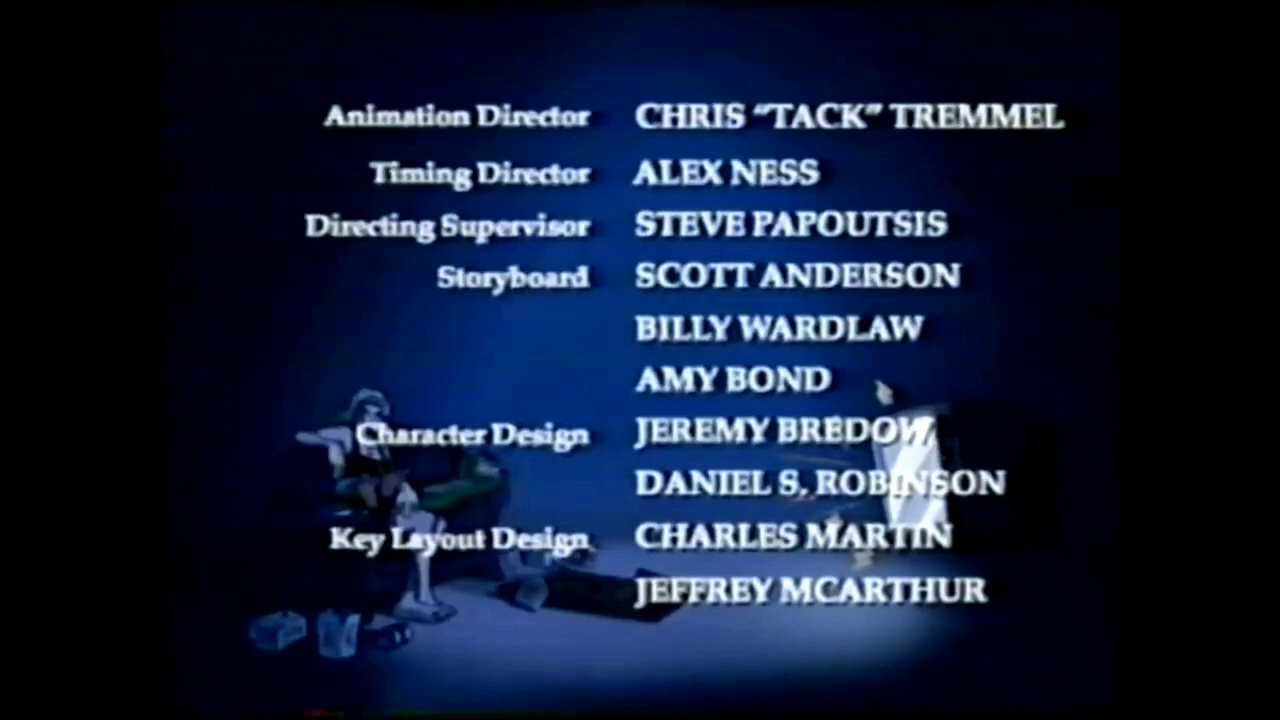 Animation Director CHRIS "TACK" TREMMEL
Timing Director ALEX NESS
Directing Supervisor STEVE PAPOUTSIS
Storyboard SCOTT ANDERSON
BILLY WARDLAW
AMY BOND
Character Design JEREMY BREDOW
DANIEL S. ROBINSON
Key Layout Design CHARLES MARTIN
JEFFREY MCARTHUR